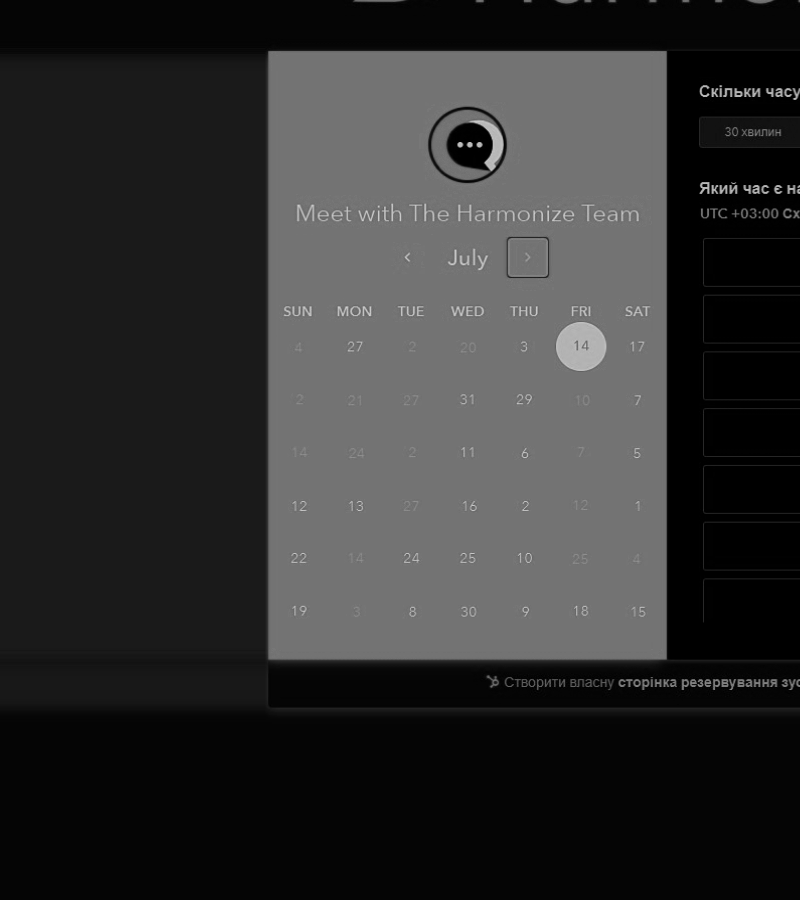 Meet with The Harmonize Team
July
SUN MON TUE WED THU FRI SAT
4 27 2 20 3 14 17
2 21 27 31 29 10 7
14 24 2 11 6 7 5
12 13 27 16 2 12 1
22 14 24 25 10 25 4
19 3 8 30 9 18 15
Скільки часу
30 хвилин
Який час є на
UTC +03:00 Сх
Створити власну сторінка резервування зус